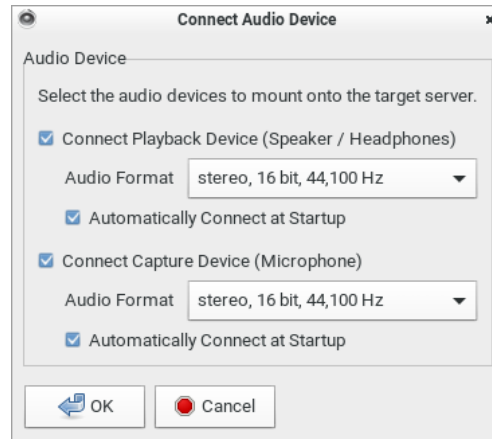 Connect Audio Device
Audio Device
Select the audio devices to mount onto the target server.
Connect Playback Device (Speaker / Headphones)
Audio Format stereo, 16 bit, 44,100 Hz
Automatically Connect at Startup
Connect Capture Device (Microphone)
Audio Format stereo, 16 bit, 44,100 Hz
Automatically Connect at Startup
OK Cancel